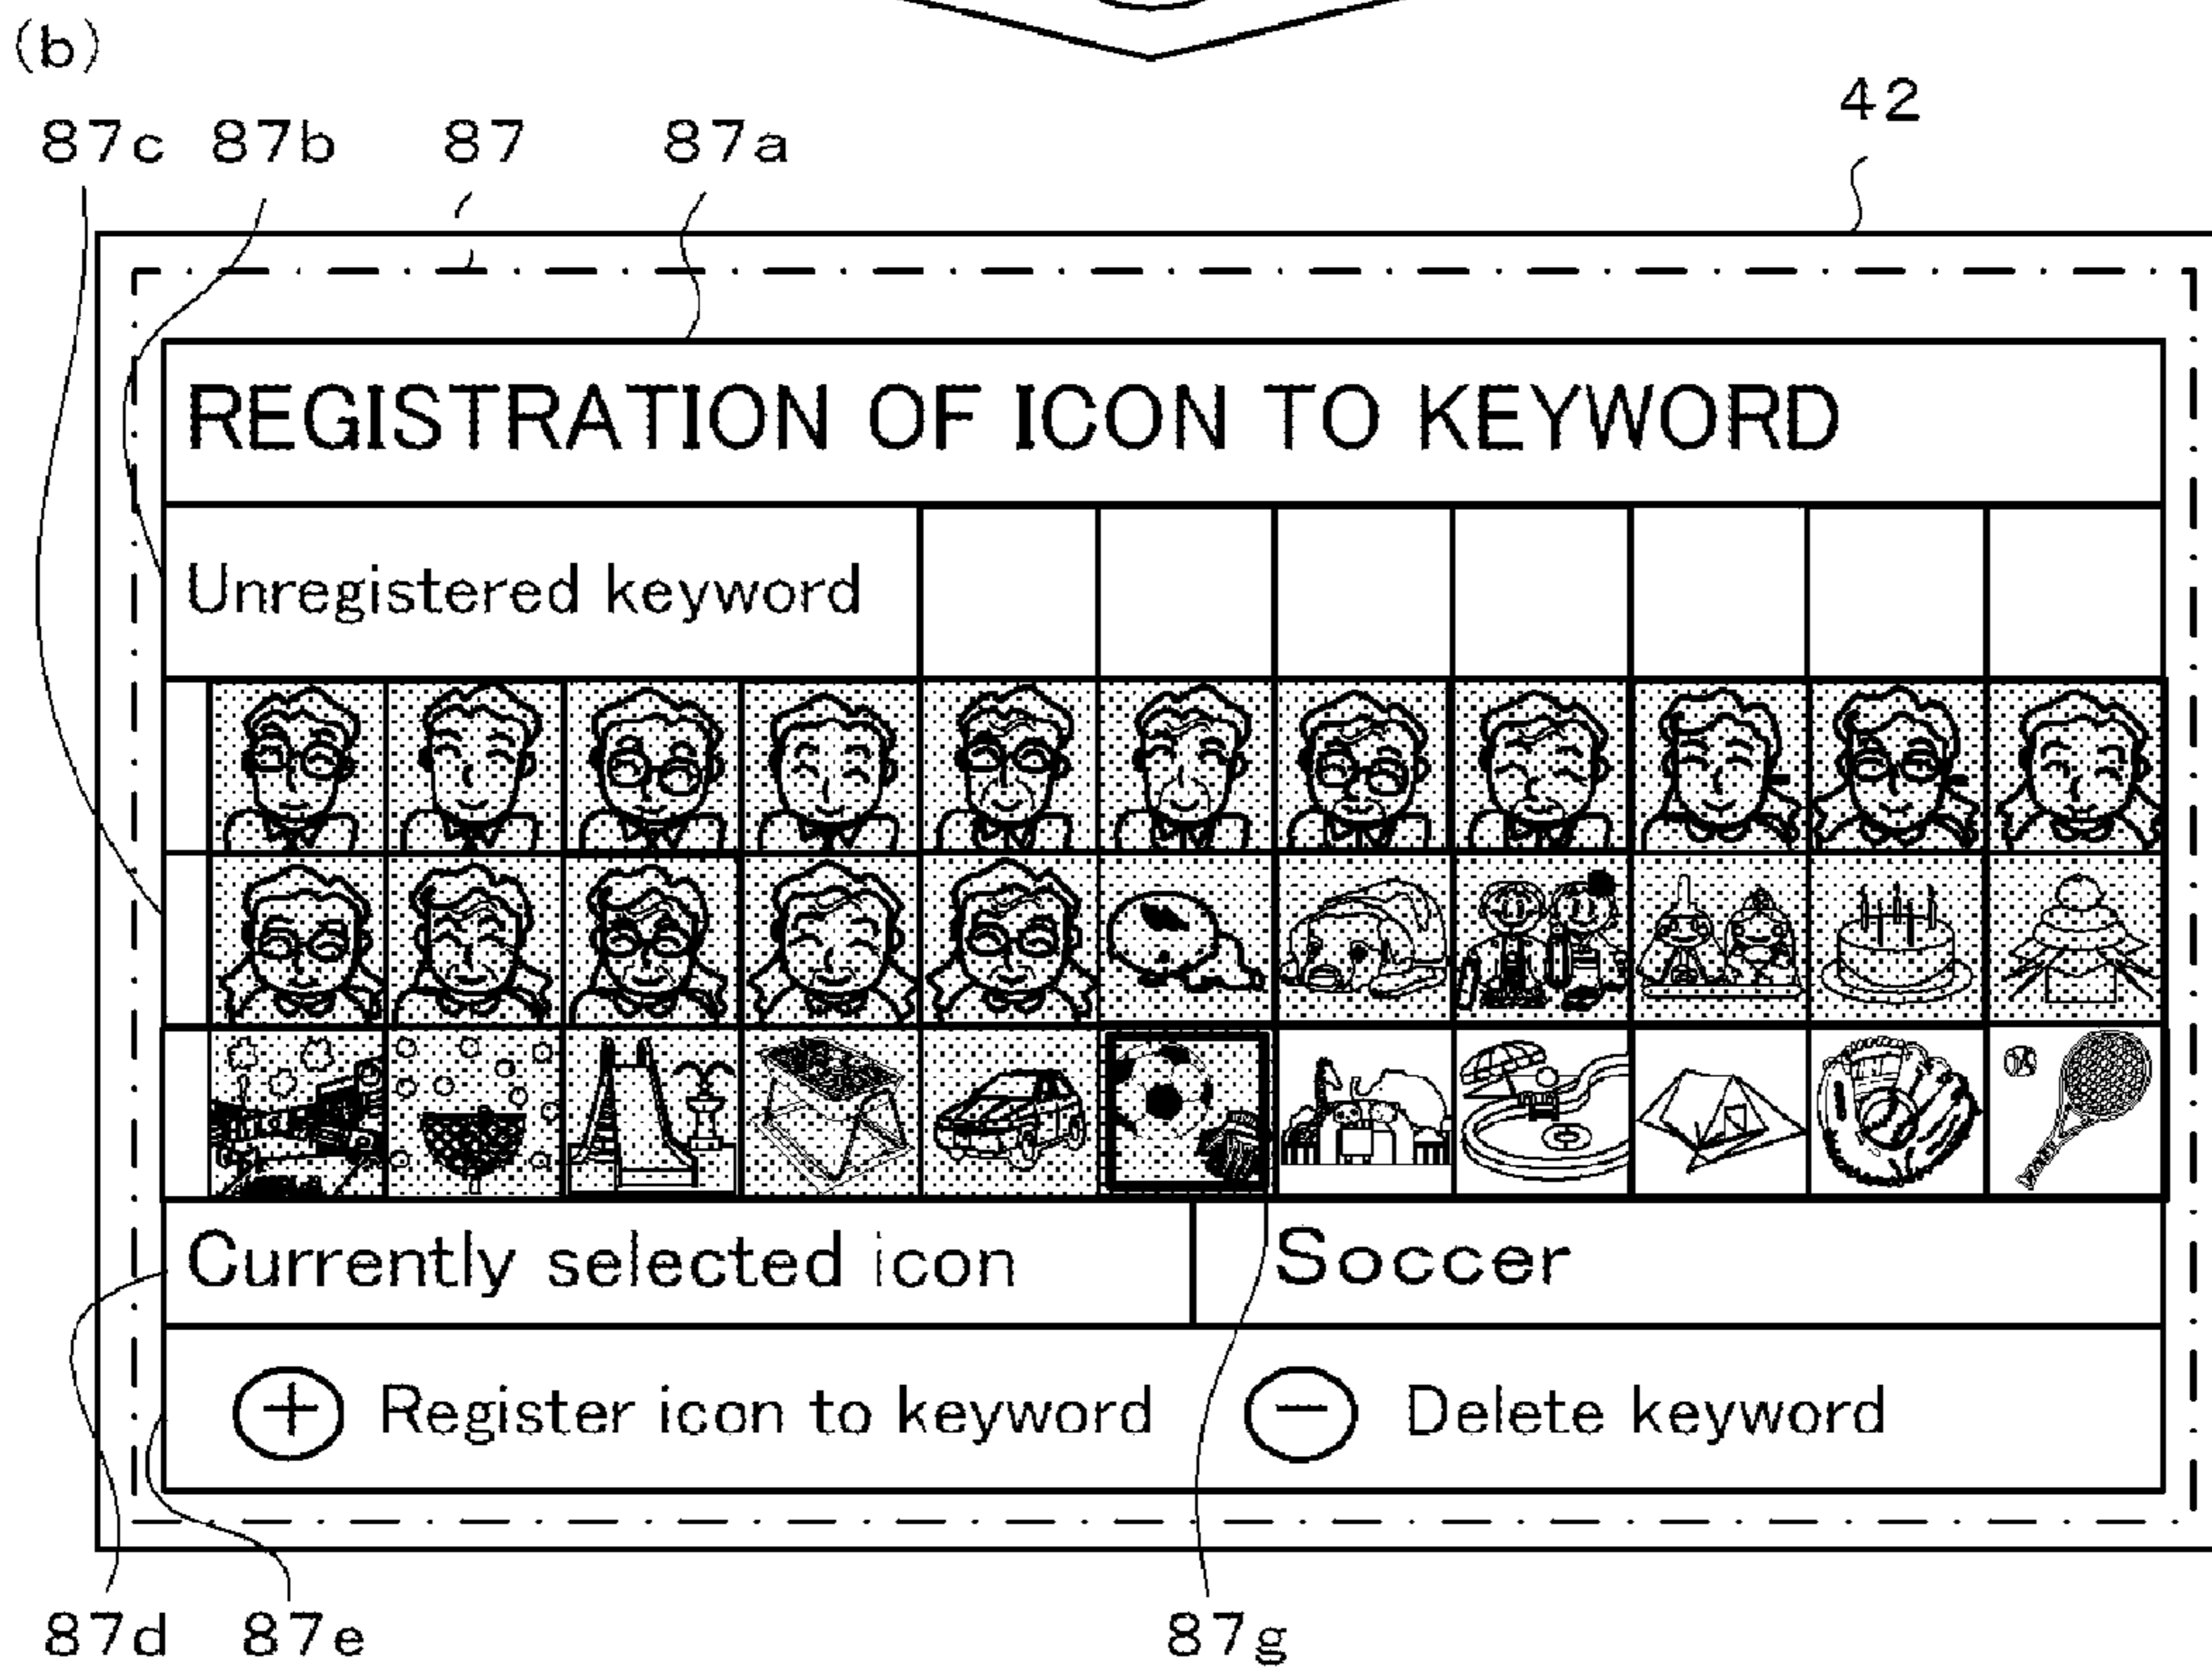 (b)
42
87c 87b 87 87a
REGISTRATION OF ICON TO KEYWORD
Unregistered keyword
Currently selected icon Soccer
+ Register icon to keyword − Delete keyword
87d 87e 87g